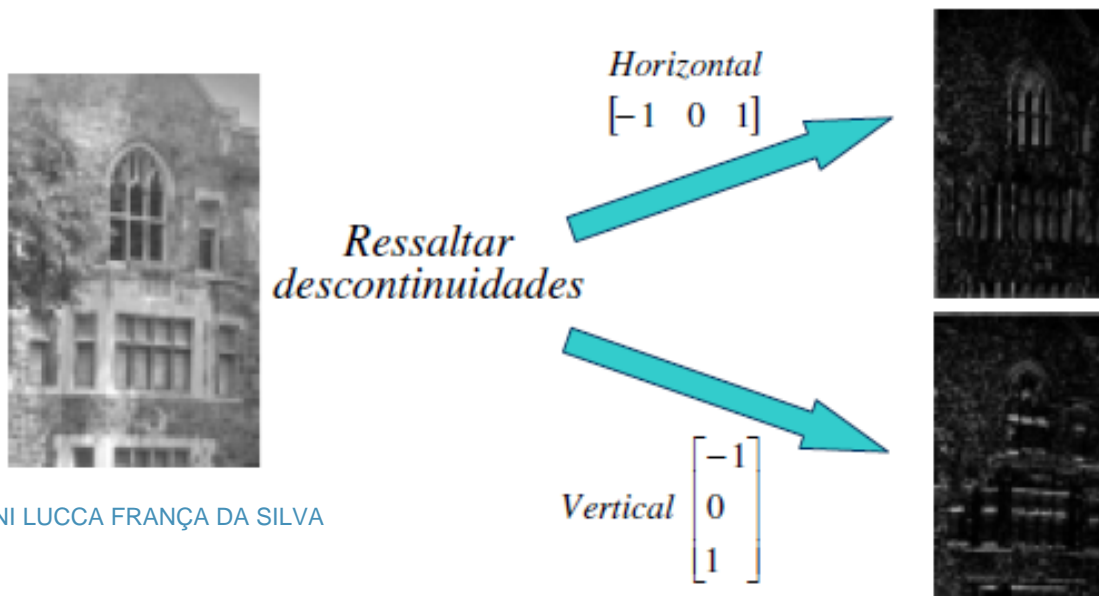 Horizontal
[-1 0 1]
Ressaltar
descontinuidades
NI LUCCA FRANÇA DA SILVA
Vertical
-1
0
1